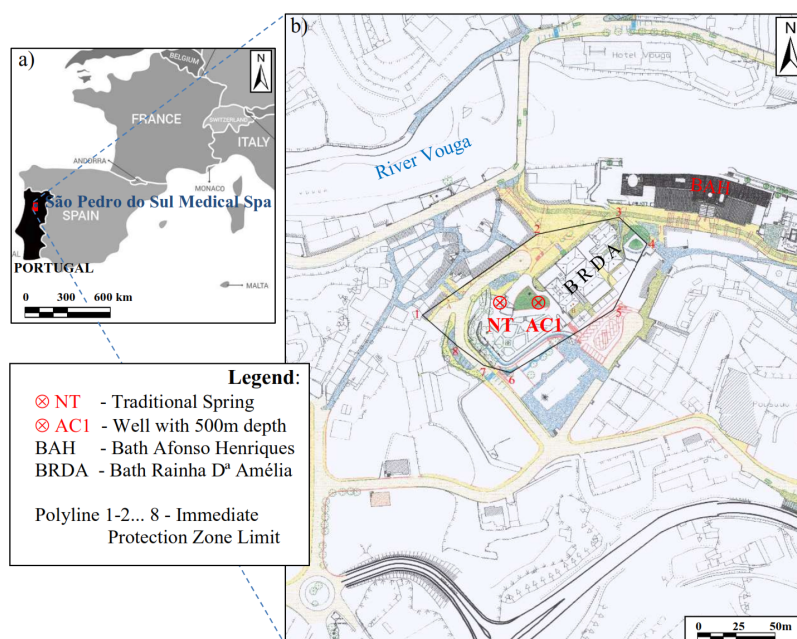 a)
N
BELGIUM
FRANCE
SWITZERLAND
ITALY
ANDORRA
MONACO
São Pedro do Sul Medical Spa
SPAIN
AL
PORTUGAL
MALTA
0 300 600 km
b)
N
Hotel Vouga
River Vouga
BAH
BRDA
NT
AC1
1
2
3
4
5
6
7
8
0 25 50m
Legend:
NT - Traditional Spring
AC1 - Well with 500m depth
BAH - Bath Afonso Henriques
BRDA - Bath Rainha Dª Amélia
Polyline 1-2... 8 - Immediate
Protection Zone Limit